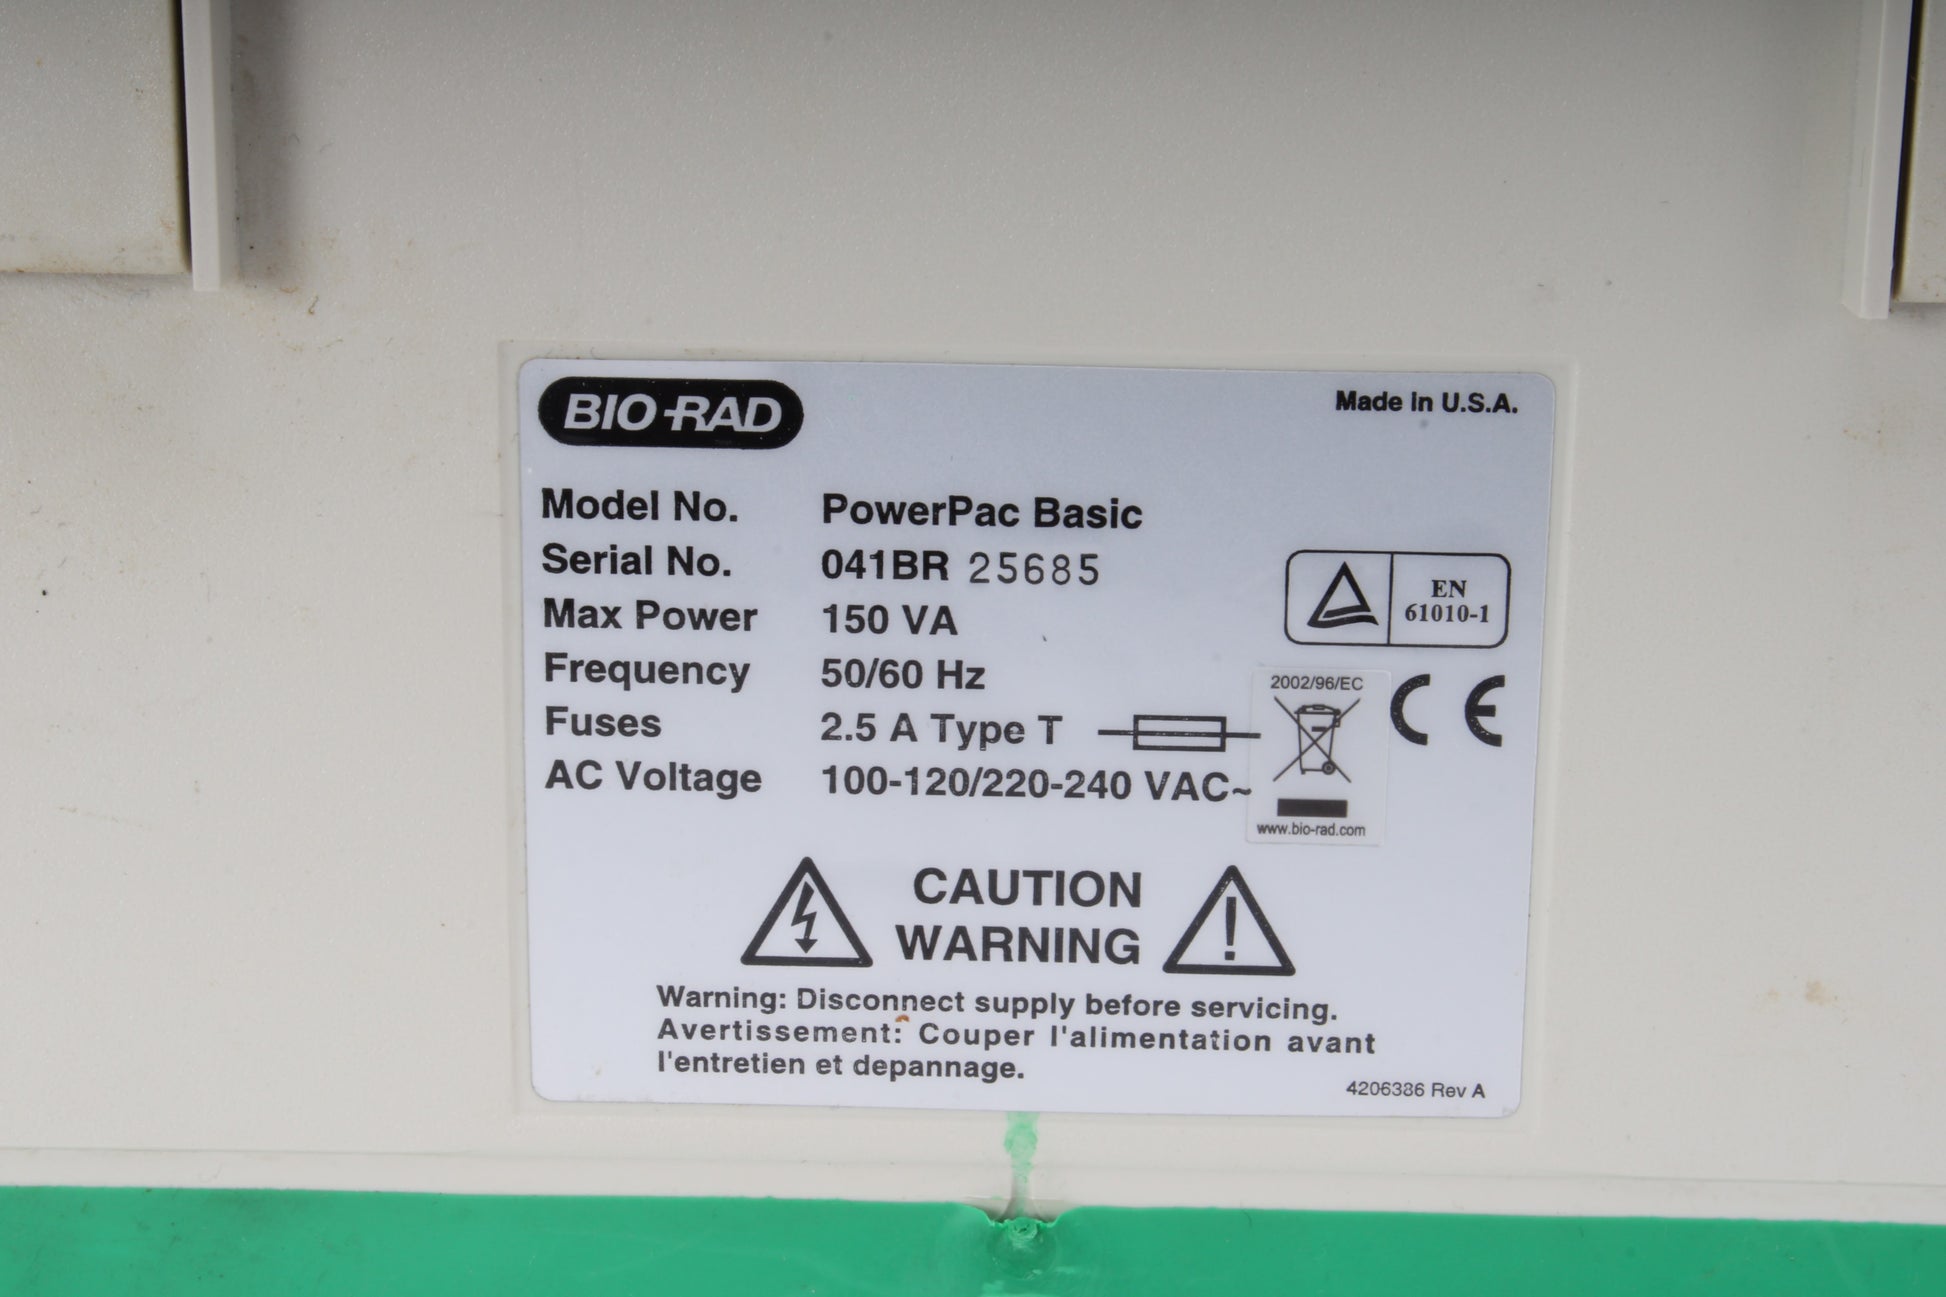 BIO-RAD
Made in U.S.A.
Model No. PowerPac Basic
Serial No. 041BR 25685
Max Power 150 VA
Frequency 50/60 Hz
Fuses 2.5 A Type T
AC Voltage 100-120/220-240 VAC~
EN
61010-1
2002/96/EC
CE
www.bio-rad.com
CAUTION
WARNING
Warning: Disconnect supply before servicing.
Avertissement: Couper l'alimentation avant
l'entretien et depannage.
4206386 Rev A